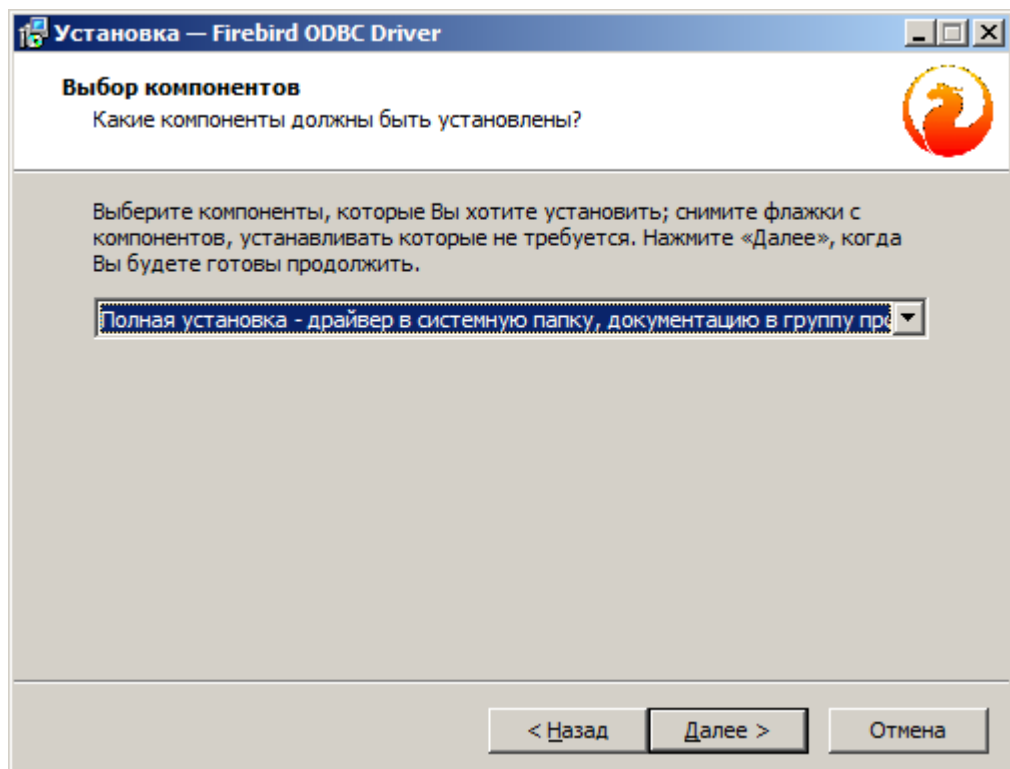 Установка — Firebird ODBC Driver
Выбор компонентов
Какие компоненты должны быть установлены?
Выберите компоненты, которые Вы хотите установить; снимите флажки с
компонентов, устанавливать которые не требуется. Нажмите «Далее», когда
Вы будете готовы продолжить.
Полная установка - драйвер в системную папку, документацию в группу
< Назад
Далее >
Отмена